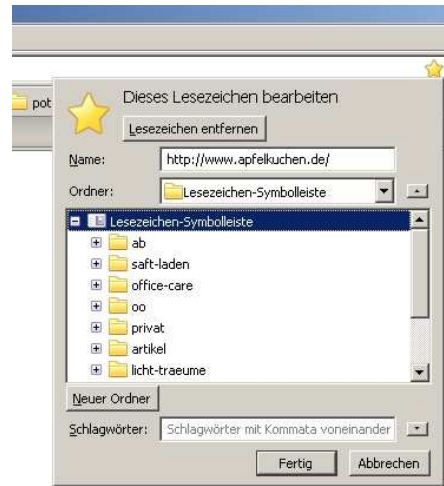 pot
Dieses Lesezeichen bearbeiten
Lesezeichen entfernen
Name: http://www.apfelkuchen.de/
Ordner: Lesezeichen-Symbolleiste
Lesezeichen-Symbolleiste
ab
saft-laden
office-care
oo
privat
artikel
licht-traeume
Neuer Ordner
Schlagwörter: Schlagwörter mit Kommata voneinander
Fertig Abbrechen